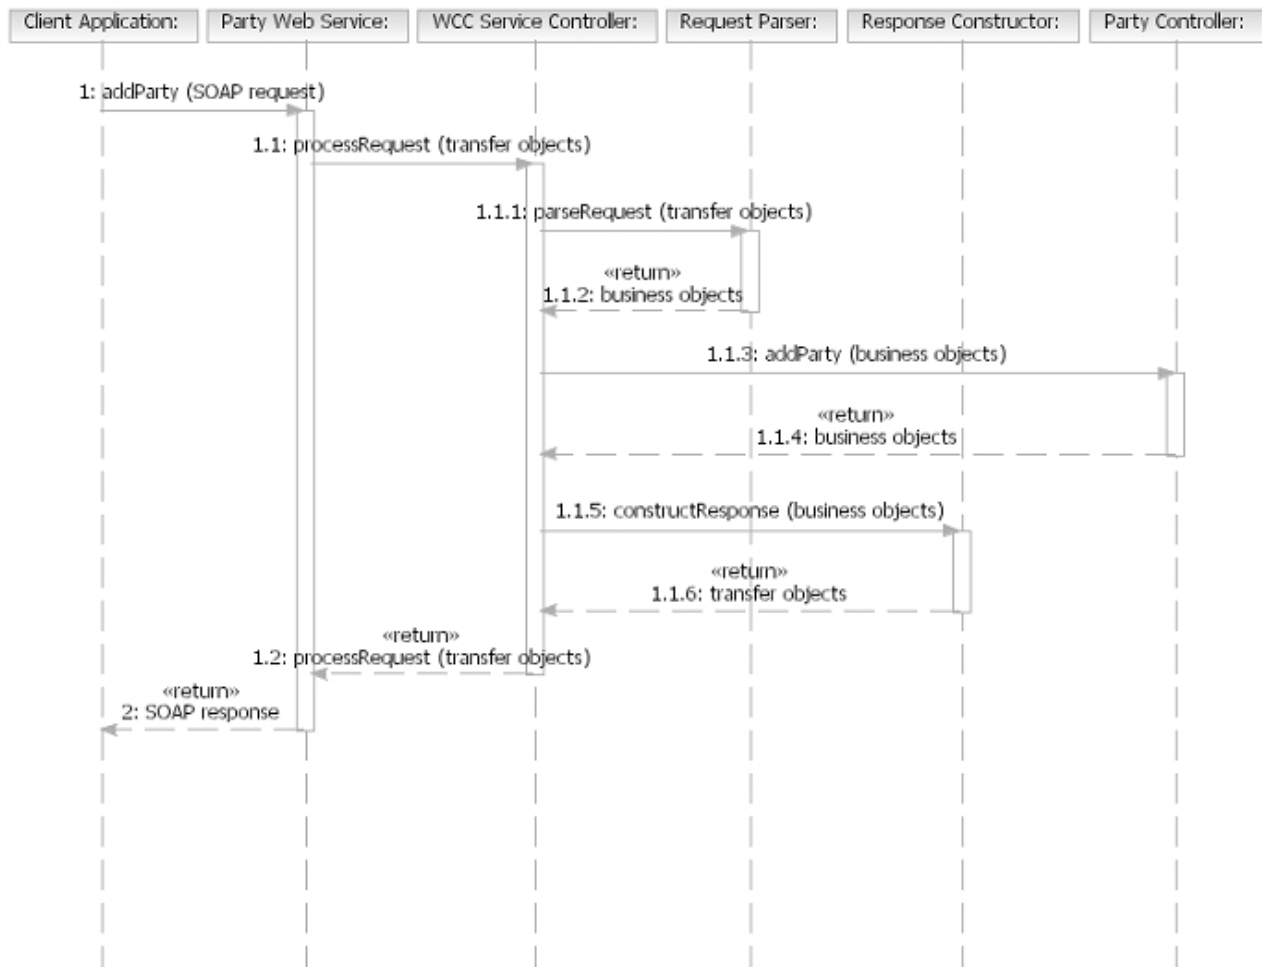 Client Application:
Party Web Service:
WCC Service Controller:
Request Parser:
Response Constructor:
Party Controller:
1: addParty (SOAP request)
1.1: processRequest (transfer objects)
1.1.1: parseRequest (transfer objects)
«return»
1.1.2: business objects
1.1.3: addParty (business objects)
«return»
1.1.4: business objects
1.1.5: constructResponse (business objects)
«return»
1.1.6: transfer objects
«return»
1.2: processRequest (transfer objects)
«return»
2: SOAP response